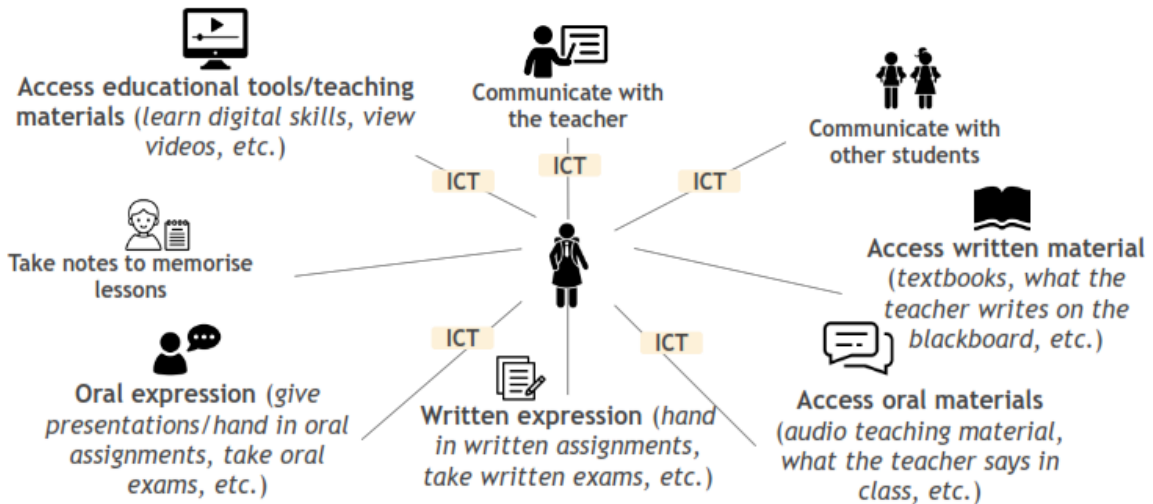 Access educational tools/teaching
materials (learn digital skills, view
videos, etc.)
Communicate with
the teacher
Communicate with
other students
ICT
ICT
ICT
Take notes to memorise
lessons
Access written material
(textbooks, what the
teacher writes on the
blackboard, etc.)
ICT
ICT
Oral expression (give
presentations/hand in oral
assignments, take oral
exams, etc.)
Written expression (hand
in written assignments,
take written exams, etc.)
Access oral materials
(audio teaching material,
what the teacher says in
class, etc.)